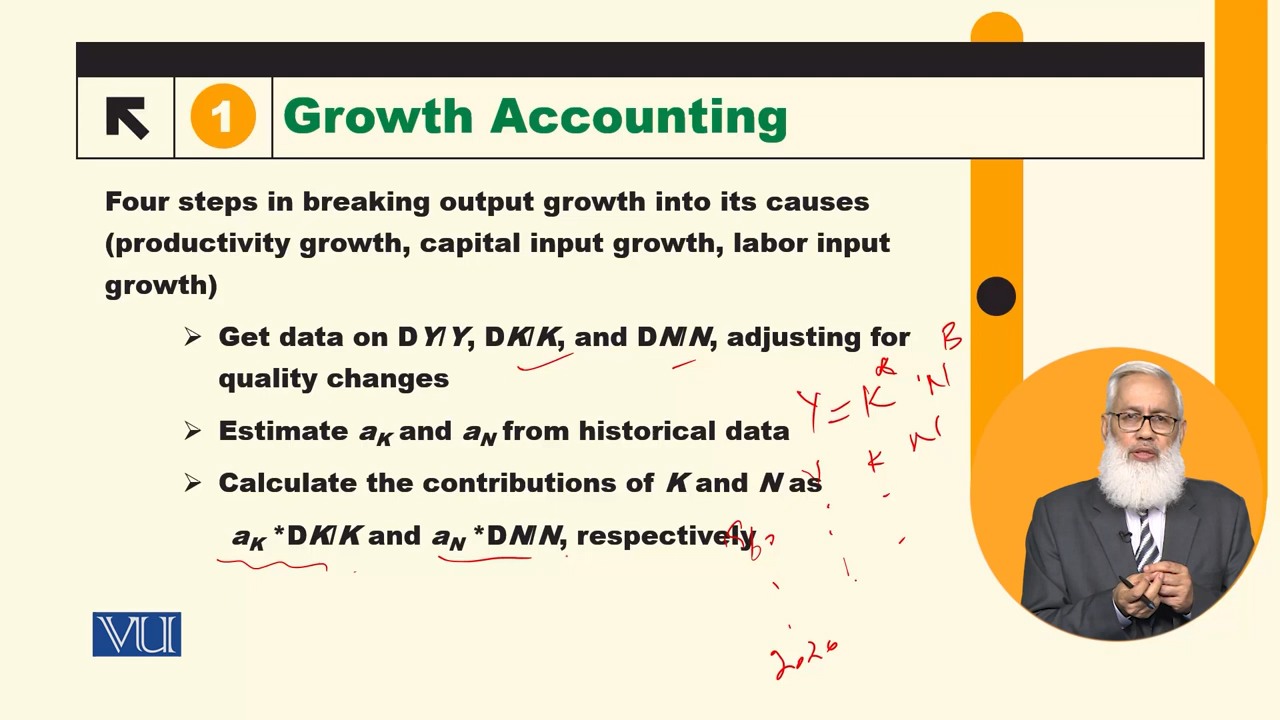 1 Growth Accounting
Four steps in breaking output growth into its causes
(productivity growth, capital input growth, labor input
growth)
➢ Get data on DY/Y, DK/K, and DN/N, adjusting for
quality changes
➢ Estimate aK and aN from historical data
➢ Calculate the contributions of K and N as
aK *DK/K and aN *DN/N, respectively
Y = K N B
Y K N
2020
VU